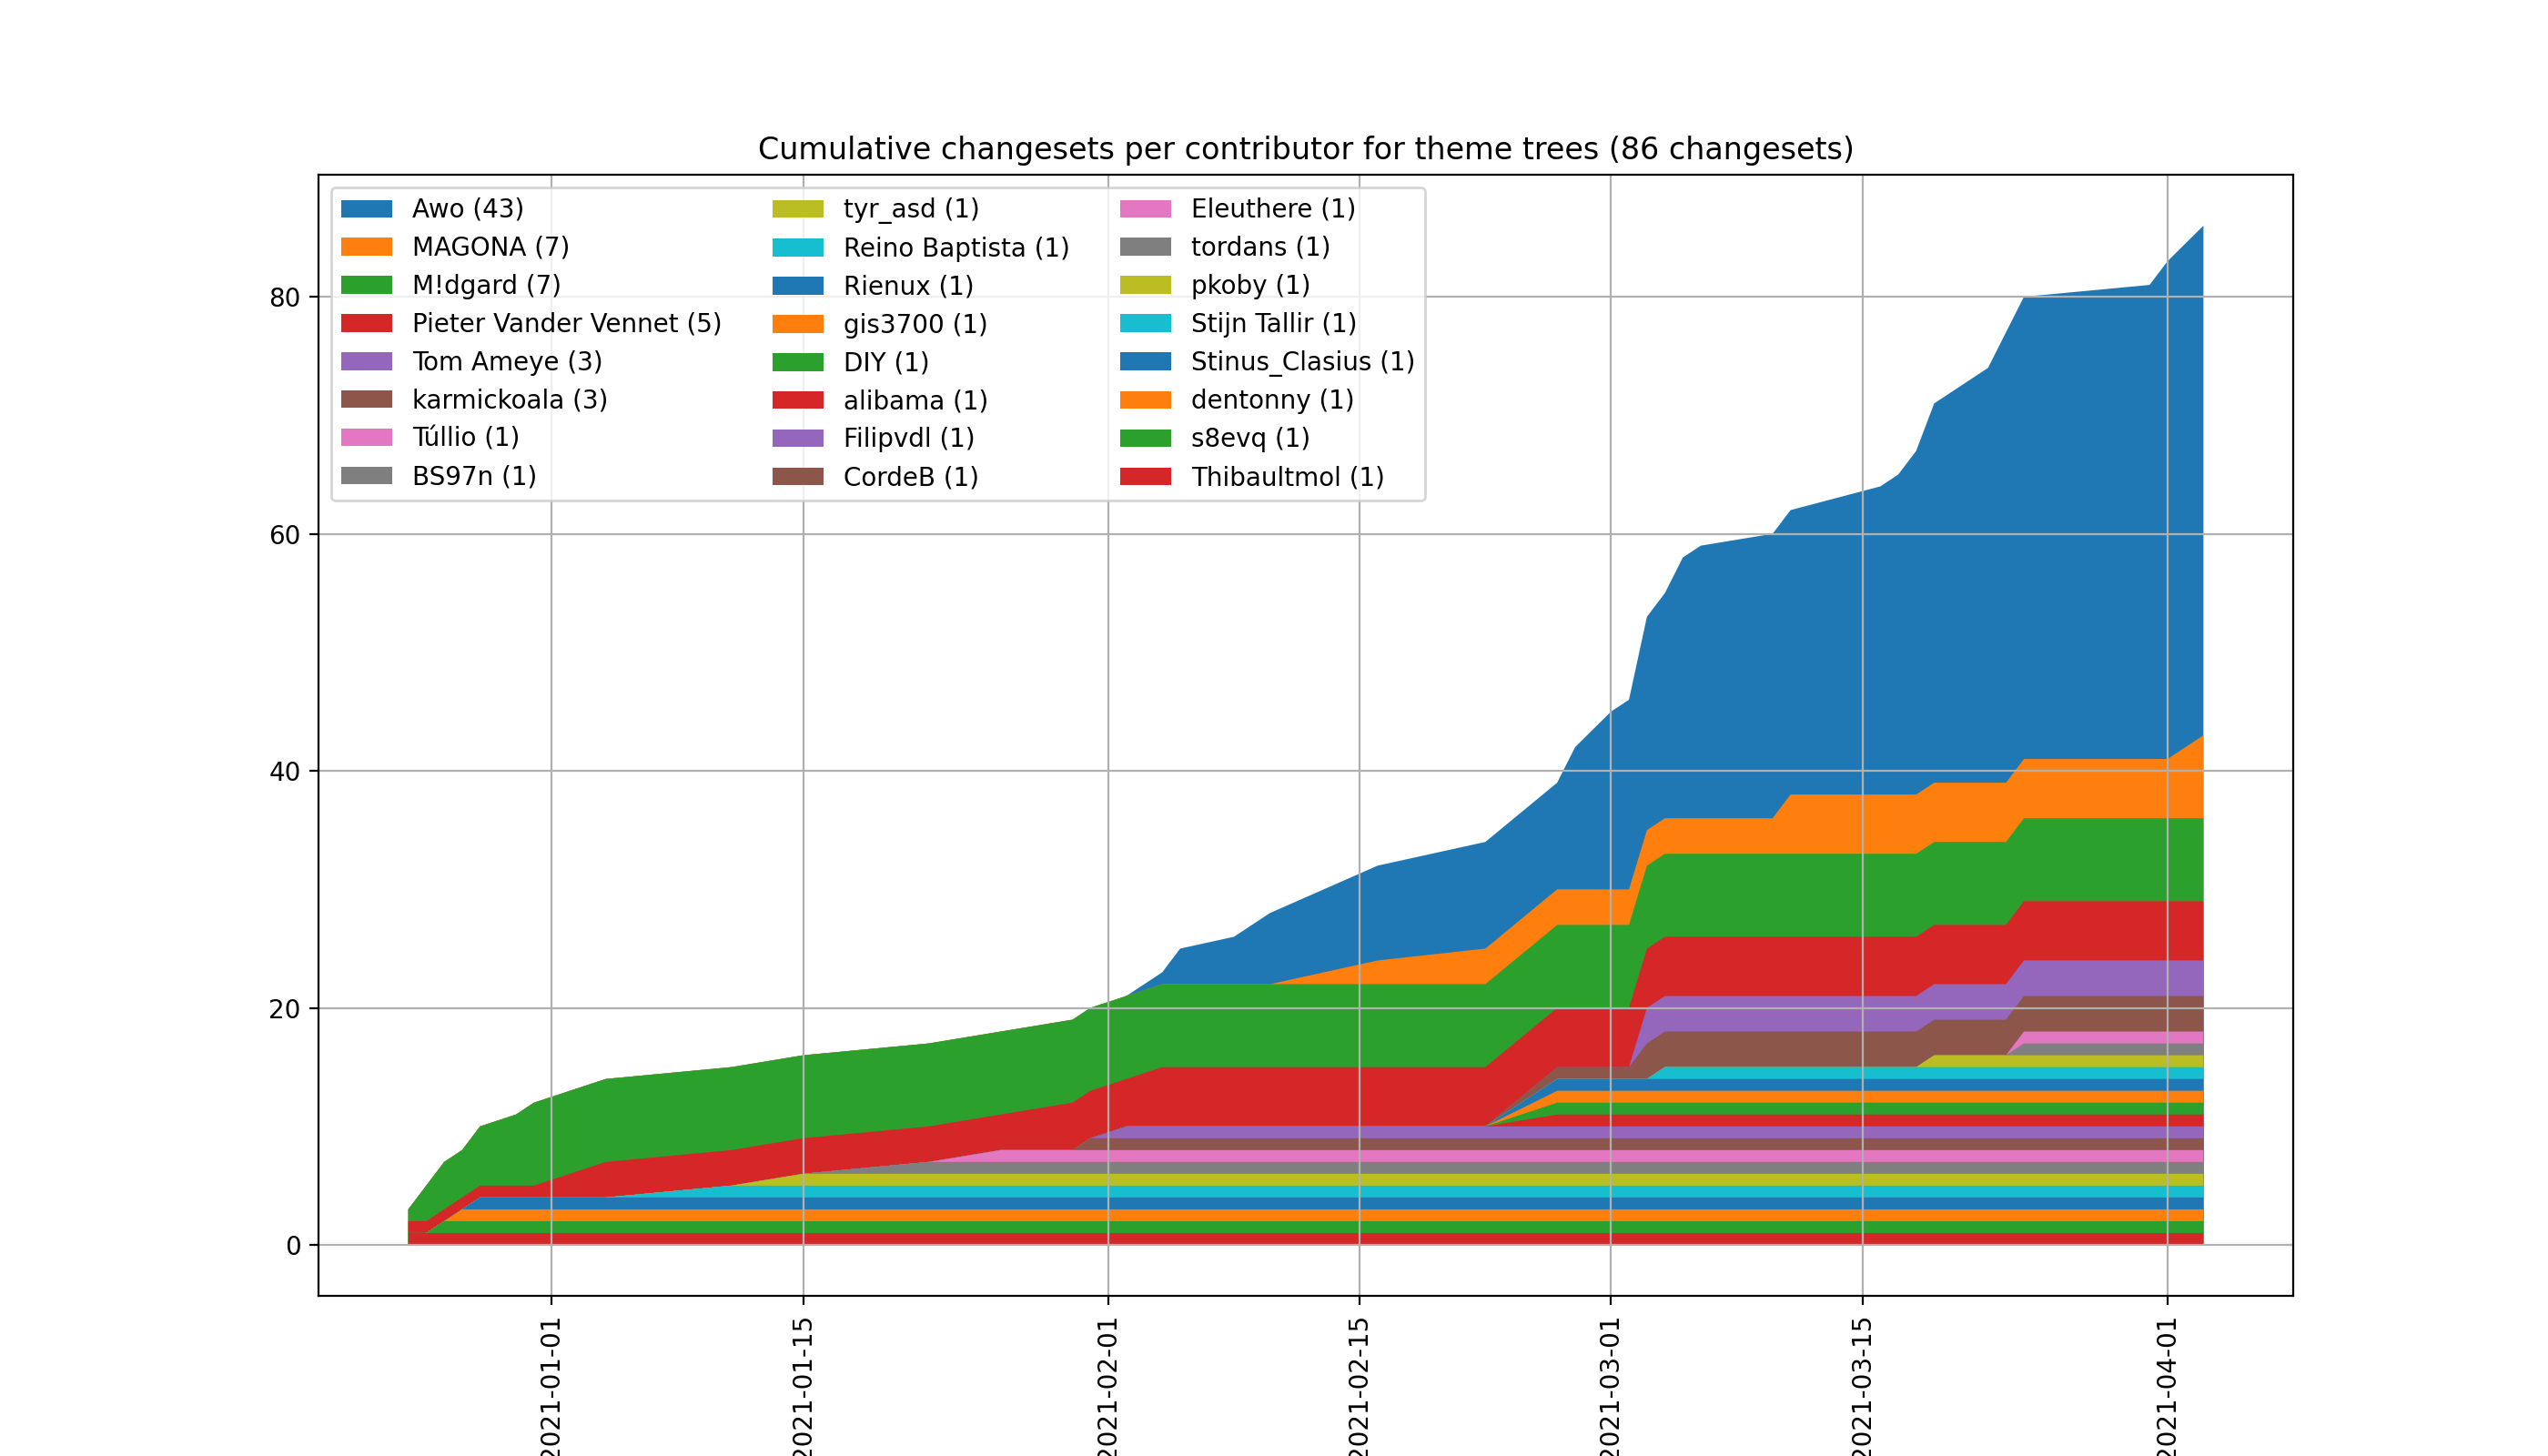 Cumulative changesets per contributor for theme trees (86 changesets)
Awo (43)
MAGONA (7)
M!dgard (7)
Pieter Vander Vennet (5)
Tom Ameye (3)
karmickoala (3)
Túllio (1)
BS97n (1)
tyr_asd (1)
Reino Baptista (1)
Rienux (1)
gis3700 (1)
DIY (1)
alibama (1)
Filipvdl (1)
CordeB (1)
Eleuthere (1)
tordans (1)
pkoby (1)
Stijn Tallir (1)
Stinus_Clasius (1)
dentonny (1)
s8evq (1)
Thibaultmol (1)
80
60
40
20
0
2021-01-01
2021-01-15
2021-02-01
2021-02-15
2021-03-01
2021-03-15
2021-04-01